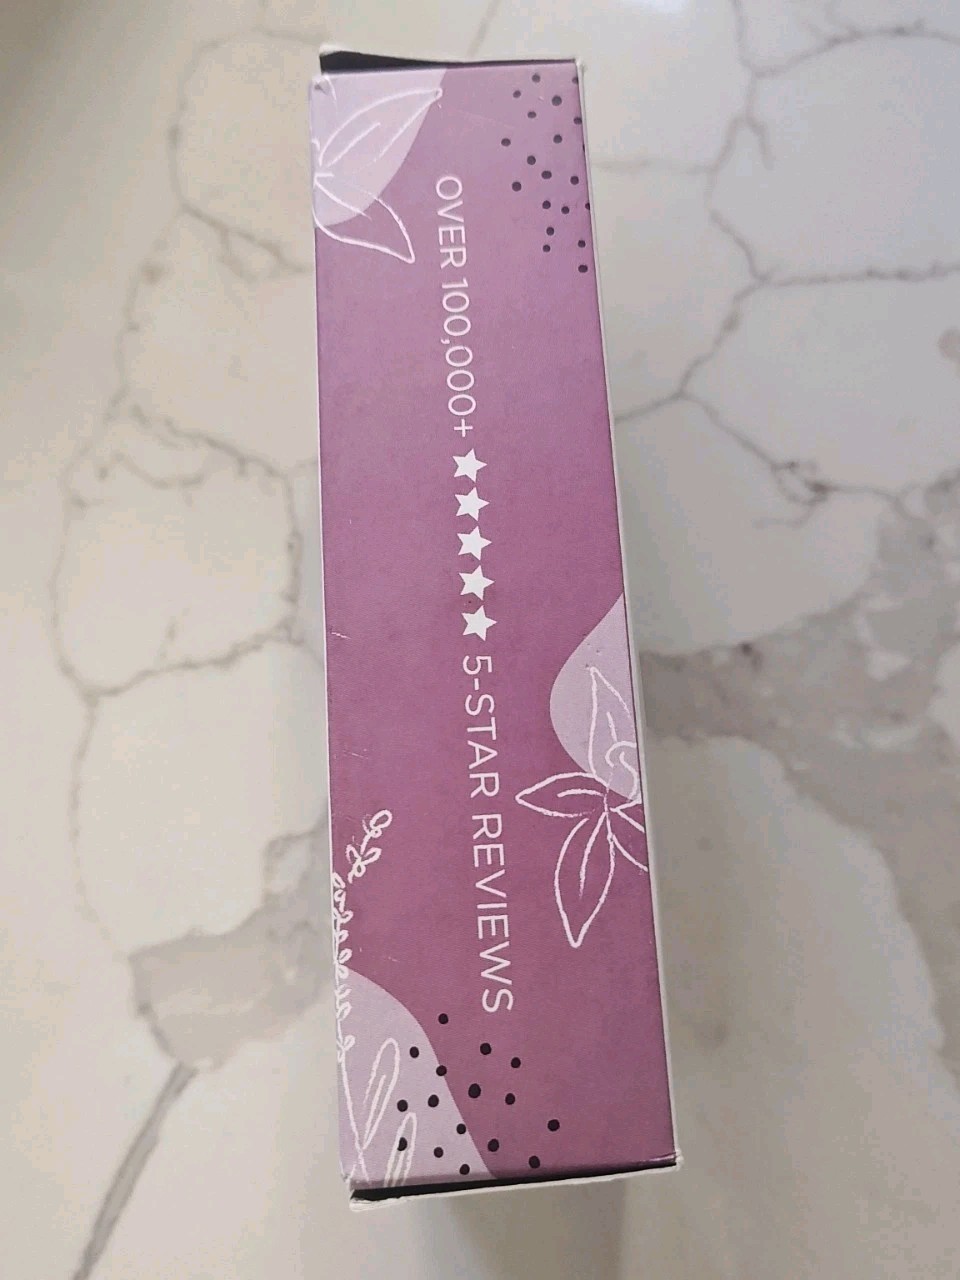 OVER 100,000+ ★★★★★ 5-STAR REVIEWS